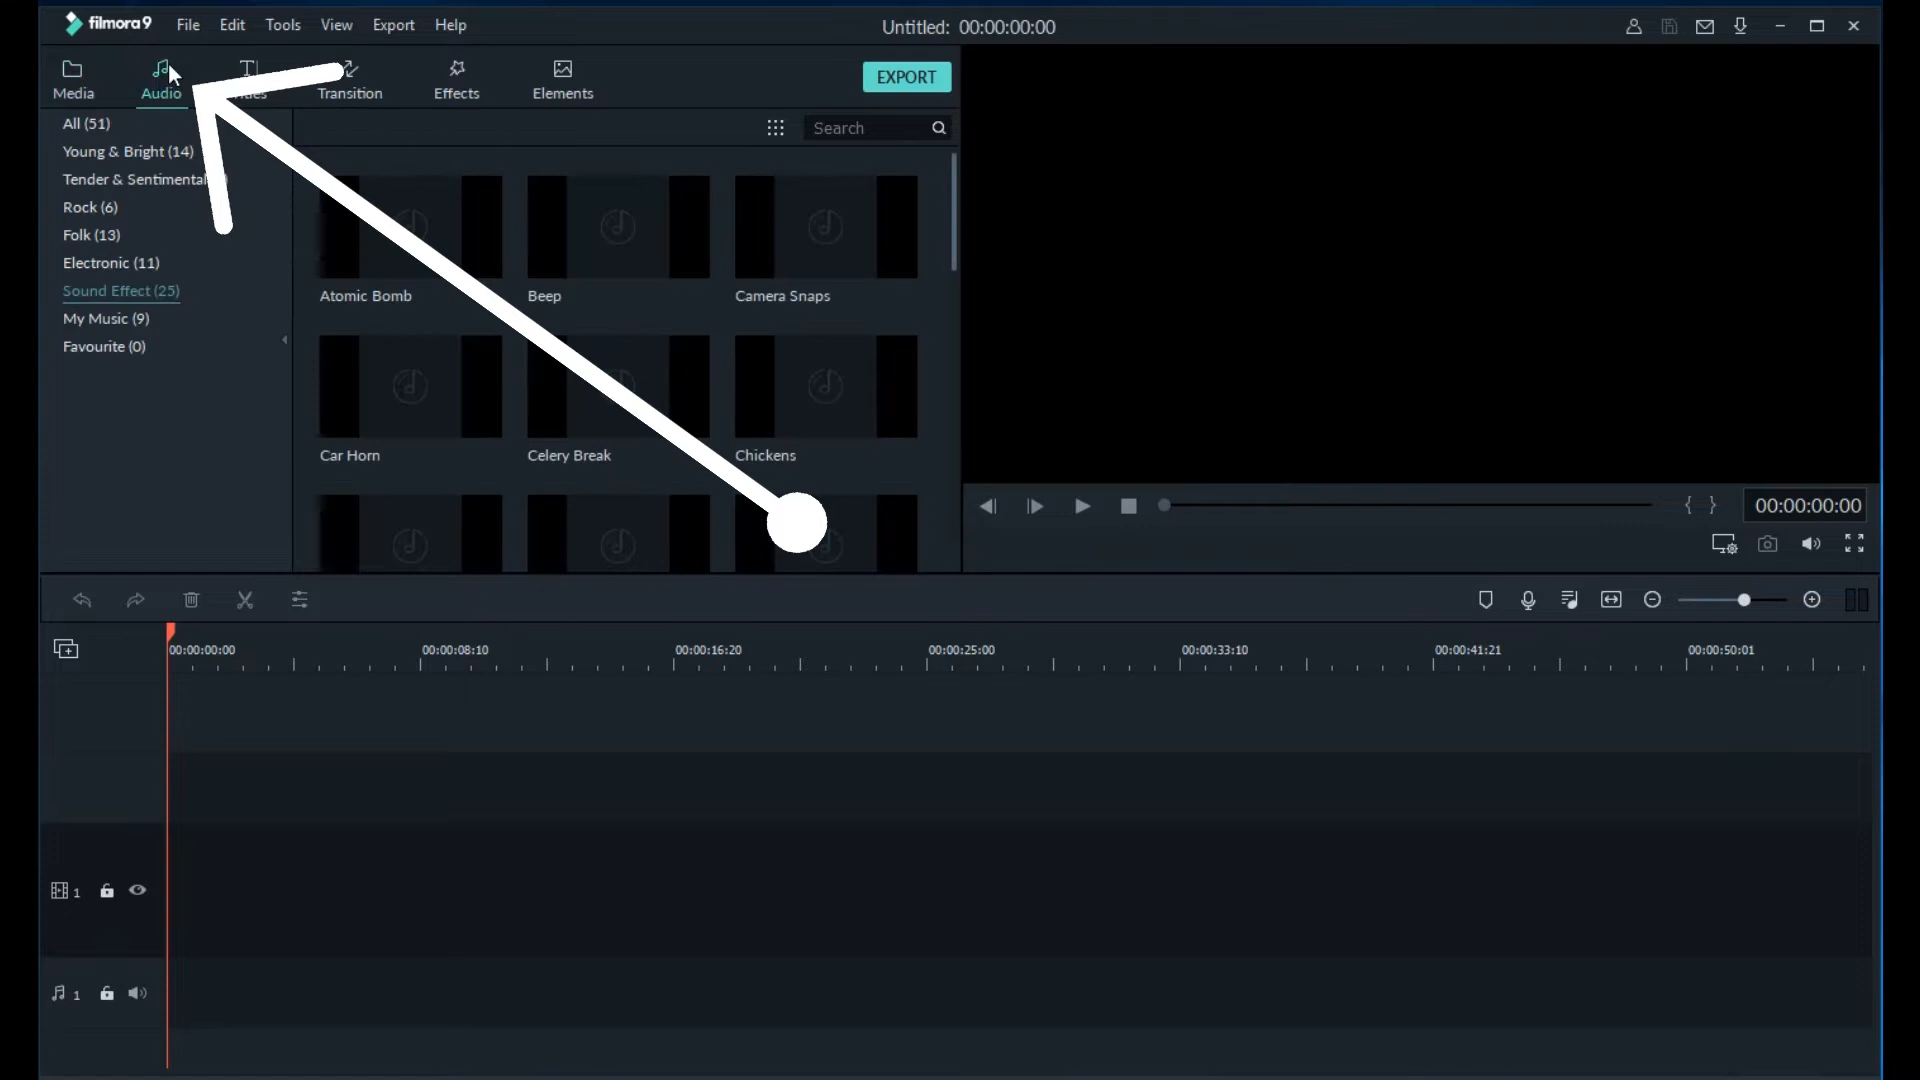 filmora9 File Edit Tools View Export Help Untitled: 00:00:00:00
Media Audio Transition Effects Elements EXPORT
All (51)
Search
Young & Bright (14)
Tender & Sentimental
Rock (6)
Folk (13)
Electronic (11)
Sound Effect (25)
My Music (9)
Favourite (0)
Atomic Bomb Beep Camera Snaps
Car Horn Celery Break Chickens
00:00:00:00
00:00:00:00 00:00:08:10 00:00:16:20 00:00:25:00 00:00:33:10 00:00:41:21 00:00:50:01
1
1